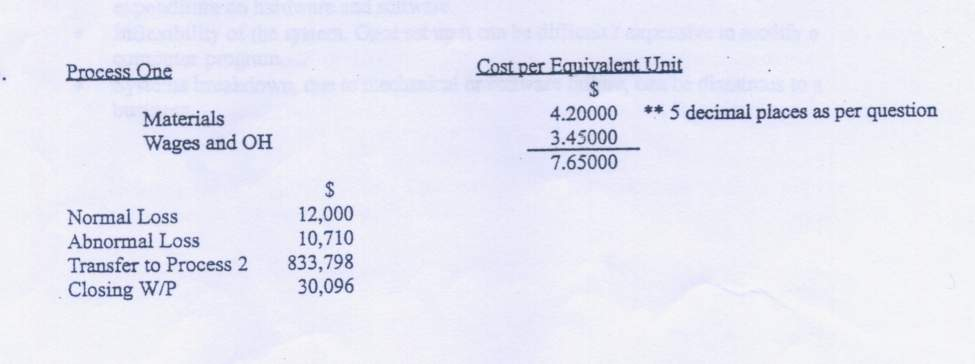 Process One Cost per Equivalent Unit
$
Materials 4.20000 ** 5 decimal places as per question
Wages and OH 3.45000
7.65000
$
Normal Loss 12,000
Abnormal Loss 10,710
Transfer to Process 2 833,798
Closing W/P 30,096